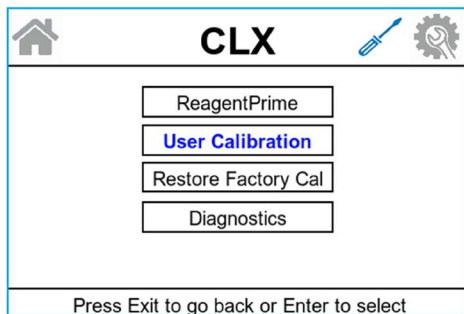 CLX
ReagentPrime
User Calibration
Restore Factory Cal
Diagnostics
Press Exit to go back or Enter to select